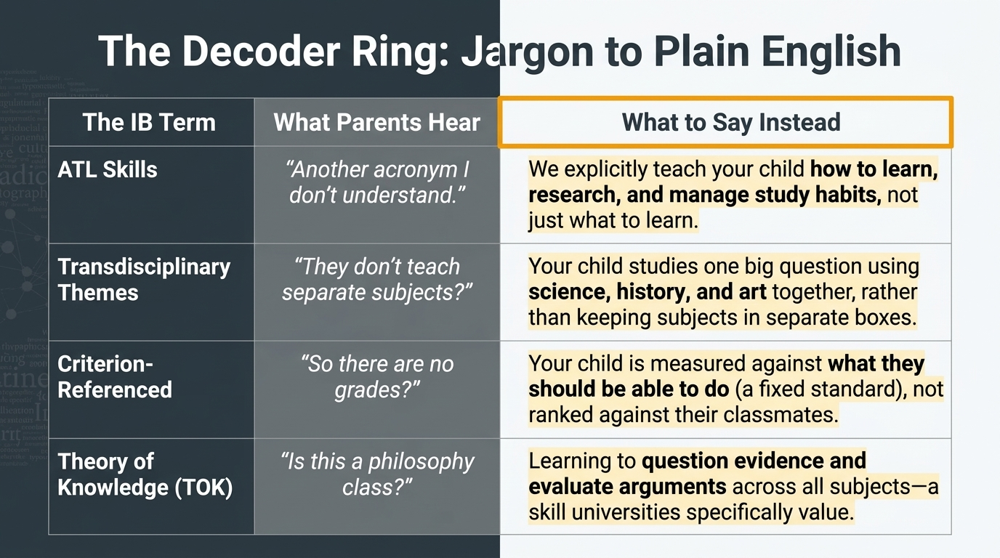 The Decoder Ring: Jargon to Plain English
The IB Term
What Parents Hear
What to Say Instead
ATL Skills
“Another acronym I
don’t understand.”
We explicitly teach your child how to learn,
research, and manage study habits, not
just what to learn.
Transdisciplinary
Themes
“They don’t teach
separate subjects?”
Your child studies one big question using
science, history, and art together, rather
than keeping subjects in separate boxes.
Criterion-
Referenced
“So there are no
grades?”
Your child is measured against what they
should be able to do (a fixed standard), not
ranked against their classmates.
Theory of
Knowledge (TOK)
“Is this a philosophy
class?”
Learning to question evidence and
evaluate arguments across all subjects—a
skill universities specifically value.